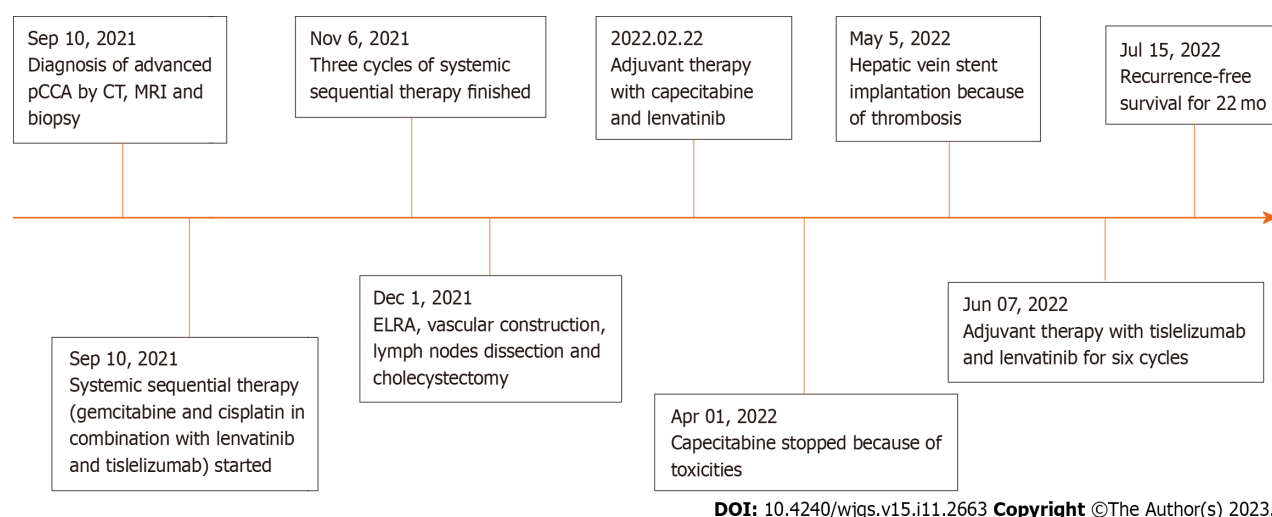 Sep 10, 2021
Diagnosis of advanced
pCCA by CT, MRI and
biopsy
Nov 6, 2021
Three cycles of systemic
sequential therapy finished
2022.02.22
Adjuvant therapy
with capecitabine
and lenvatinib
May 5, 2022
Hepatic vein stent
implantation because
of thrombosis
Jul 15, 2022
Recurrence-free
survival for 22 mo
Sep 10, 2021
Systemic sequential therapy
(gemcitabine and cisplatin in
combination with lenvatinib
and tislelizumab) started
Dec 1, 2021
ELRA, vascular construction,
lymph nodes dissection and
cholecystectomy
Apr 01, 2022
Capecitabine stopped because of
toxicities
Jun 07, 2022
Adjuvant therapy with tislelizumab
and lenvatinib for six cycles
DOI: 10.4240/wjgs.v15.i11.2663 Copyright ©The Author(s) 2023.